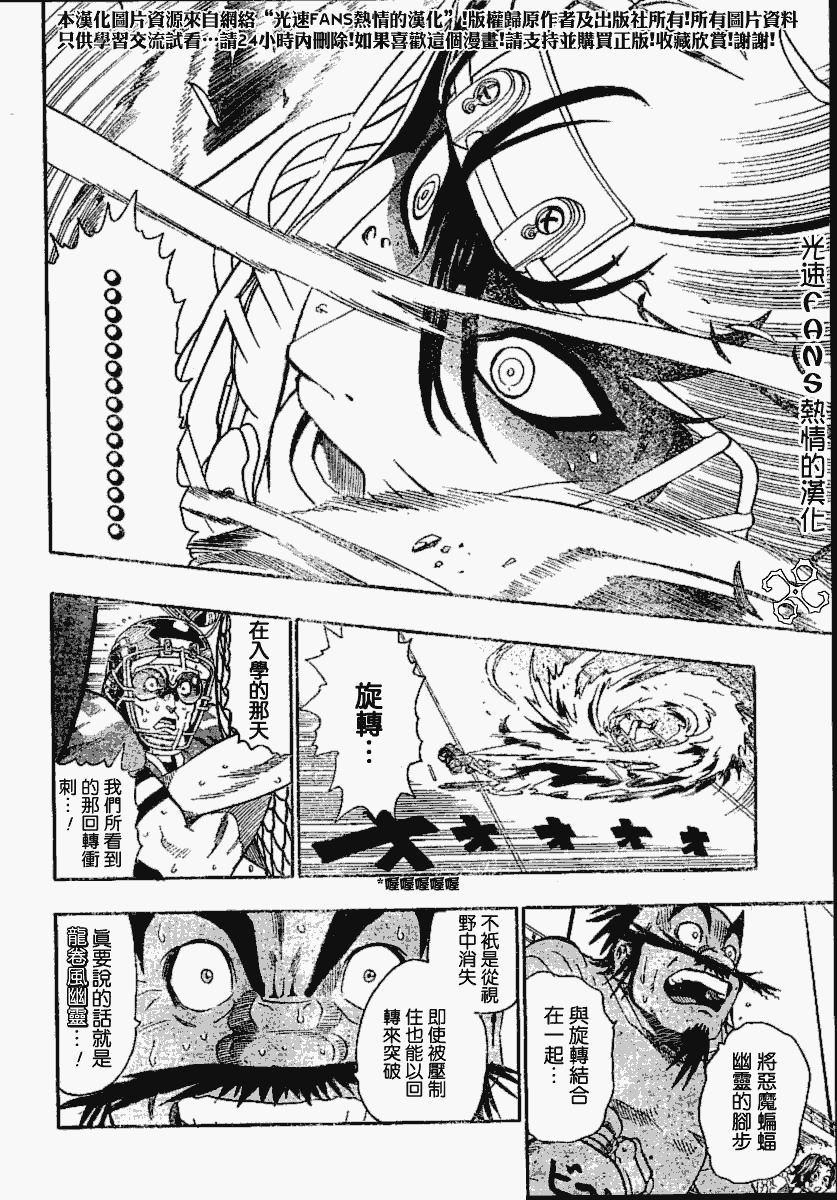 本漢化圖片資源來自網絡“光速FANS熱情的漢化”!版權歸原作者及出版社所有!所有圖片資料
只供學習交流試看…請24小時內刪除!如果喜歡這個漫畫!請支持並購買正版!收藏欣賞!謝謝!
光速FANS熱情的漢化
…………
旋轉…
オオオオオ
*喔喔喔喔喔
在入學的那天
我們所看到
的那回轉衝
刺…!
將惡魔蝙蝠
幽靈的腳步
與旋轉結合
在一起…
ビ
不衹是從視
野中消失
即使被壓制
住也能以回
轉來突破
眞要說的話就是
龍卷風幽靈…!